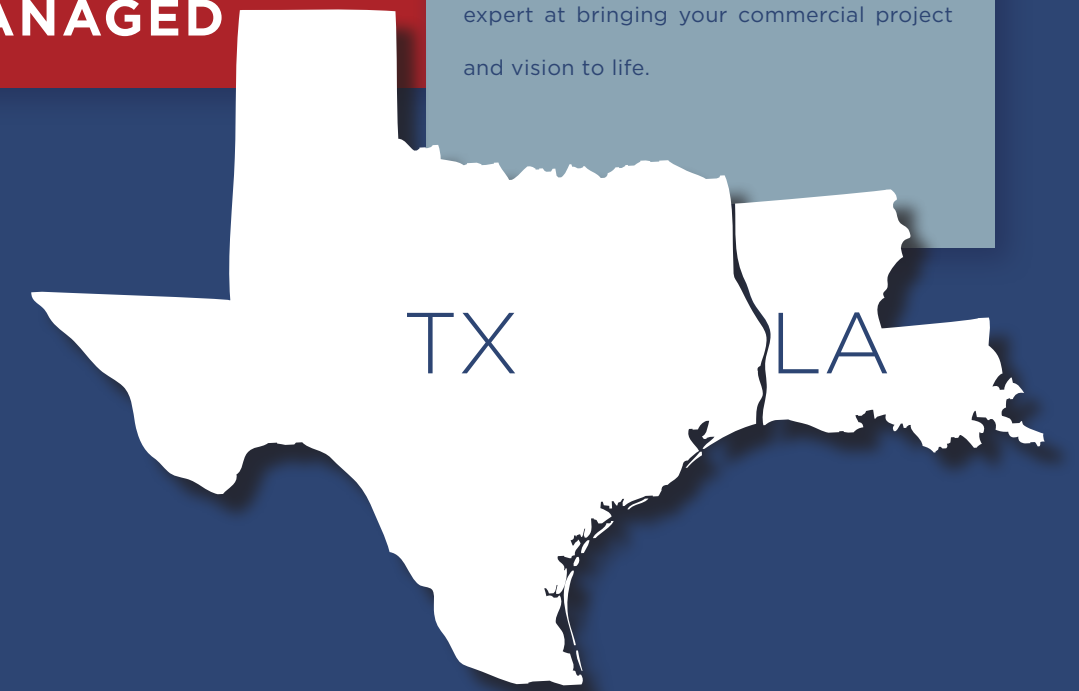 ANAGED
expert at bringing your commercial project
and vision to life.
TX
LA